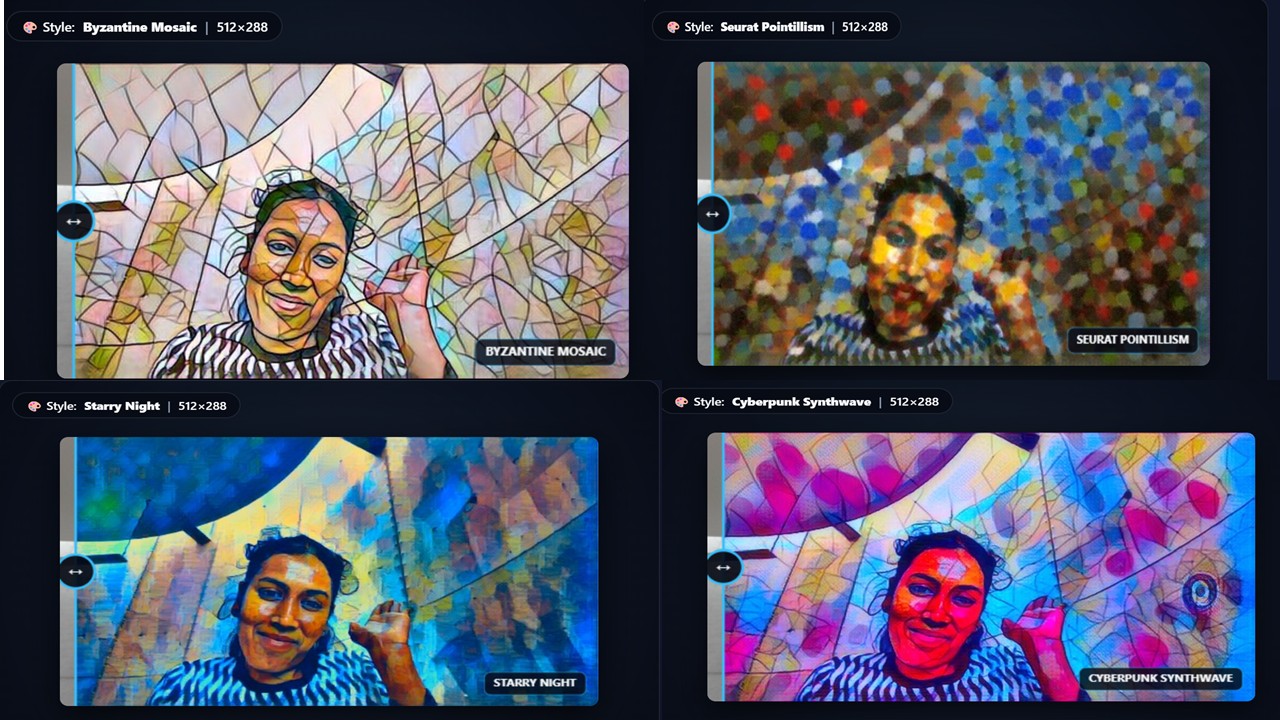 🎨 Style: Byzantine Mosaic | 512×288
🎨 Style: Seurat Pointillism | 512×288
BYZANTINE MOSAIC
SEURAT POINTILLISM
🎨 Style: Starry Night | 512×288
🎨 Style: Cyberpunk Synthwave | 512×288
STARRY NIGHT
CYBERPUNK SYNTHWAVE